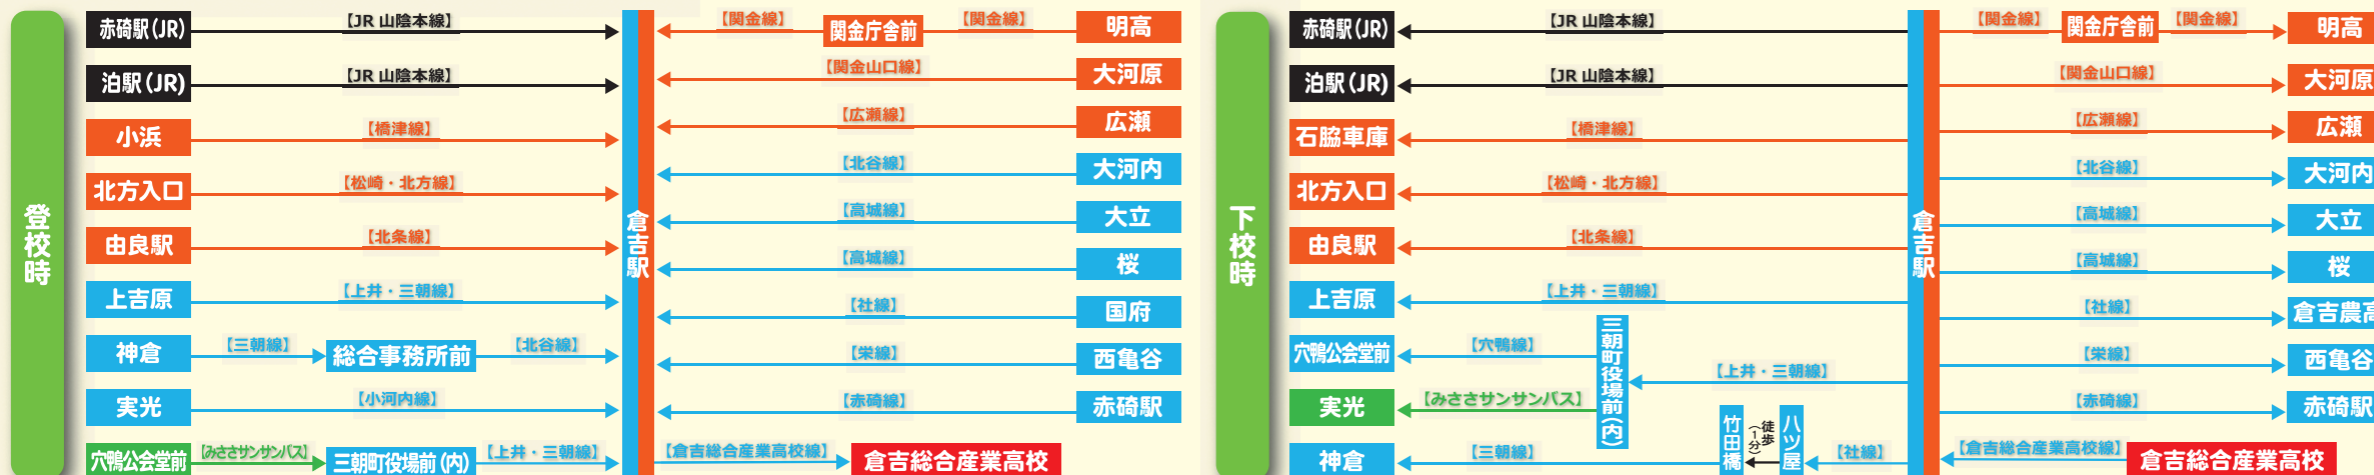 登校時
赤碕駅(JR)
【JR 山陰本線】
泊駅(JR)
【JR 山陰本線】
小浜
【橋津線】
北方入口
【松崎・北方線】
由良駅
【北条線】
上吉原
【上井・三朝線】
神倉
【三朝線】
総合事務所前
【北谷線】
実光
【小河内線】
穴鴨公会堂前
【みささサンサンバス】
三朝町役場前(内)
【上井・三朝線】
倉吉駅
【関金線】
関金庁舎前
【関金線】
明高
【関金山口線】
大河原
【広瀬線】
広瀬
【北谷線】
大河内
【高城線】
大立
【高城線】
桜
【社線】
国府
【栄線】
西亀谷
【赤碕線】
赤碕駅
【倉吉総合産業高校線】
倉吉総合産業高校
下校時
赤碕駅(JR)
【JR 山陰本線】
泊駅(JR)
【JR 山陰本線】
石脇車庫
【橋津線】
北方入口
【松崎・北方線】
由良駅
【北条線】
上吉原
【上井・三朝線】
穴鴨公会堂前
【穴鴨線】
三朝町役場前(内)
【上井・三朝線】
実光
【みささサンサンバス】
神倉
【三朝線】
竹田橋
徒歩
(1分)
八ツ屋
【社線】
倉吉駅
【関金線】
関金庁舎前
【関金線】
明高
【関金山口線】
大河原
【広瀬線】
広瀬
【北谷線】
大河内
【高城線】
大立
【高城線】
桜
【社線】
倉吉農高
【栄線】
西亀谷
【赤碕線】
赤碕駅
【倉吉総合産業高校線】
倉吉総合産業高校